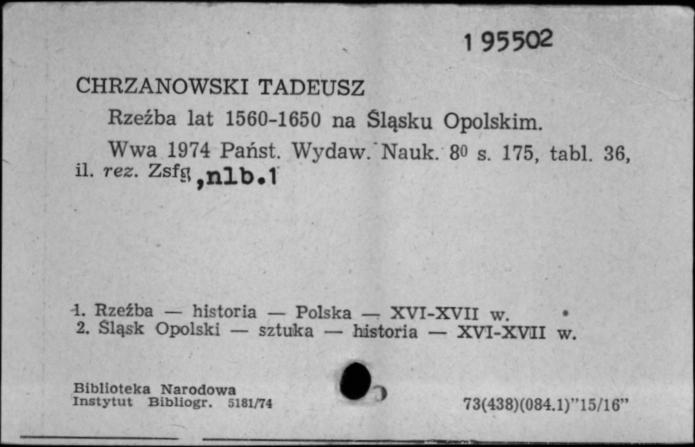 1 95502
CHRZANOWSKI TADEUSZ
Rzeźba lat 1560-1650 na Śląsku Opolskim.
Wwa 1974 Państ. Wydaw. Nauk. 8⁰ s. 175, tabl. 36,
il. rez. Zsfg ,nlb.1
1. Rzeźba — historia — Polska — XVI-XVII w.
2. Śląsk Opolski — sztuka — historia — XVI-XVII w.
Biblioteka Narodowa
Instytut Bibliogr. 5181/74
73(438)(084.1)"15/16"